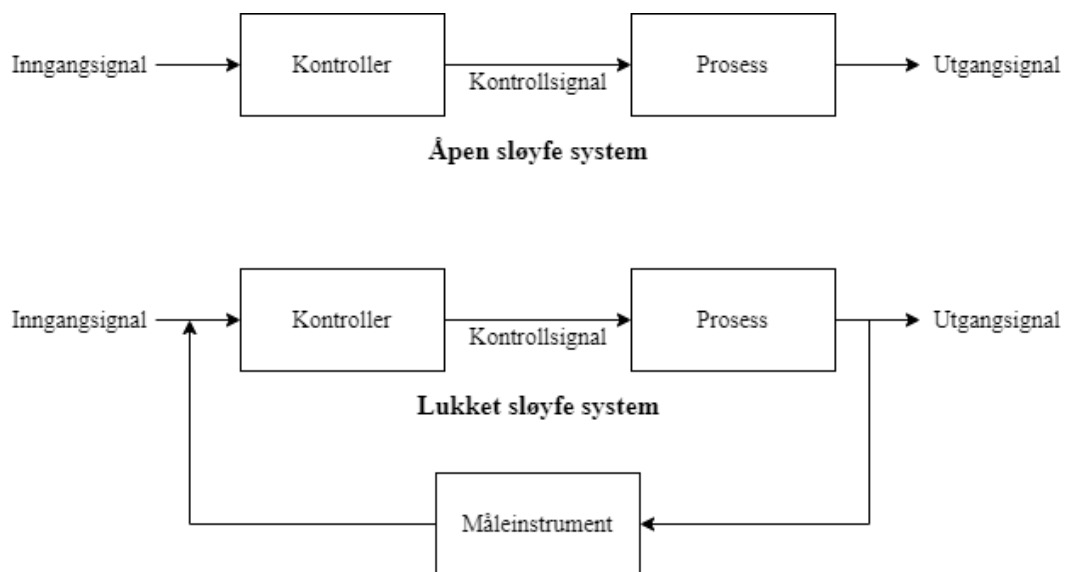 Inngangsignal
Kontroller
Kontrollsignal
Prosess
Utgangsignal
Åpen sløyfe system
Inngangsignal
Kontroller
Kontrollsignal
Prosess
Utgangsignal
Lukket sløyfe system
Måleinstrument